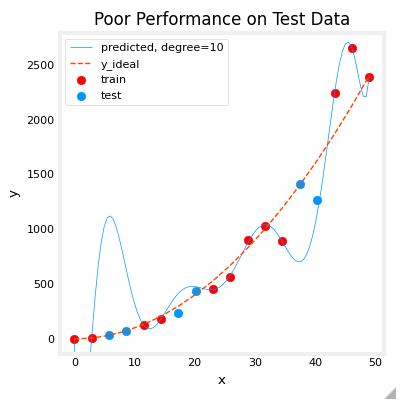 Poor Performance on Test Data
predicted, degree=10
y_ideal
train
test
2500
2000
1500
1000
500
0
y
0 10 20 30 40 50
x